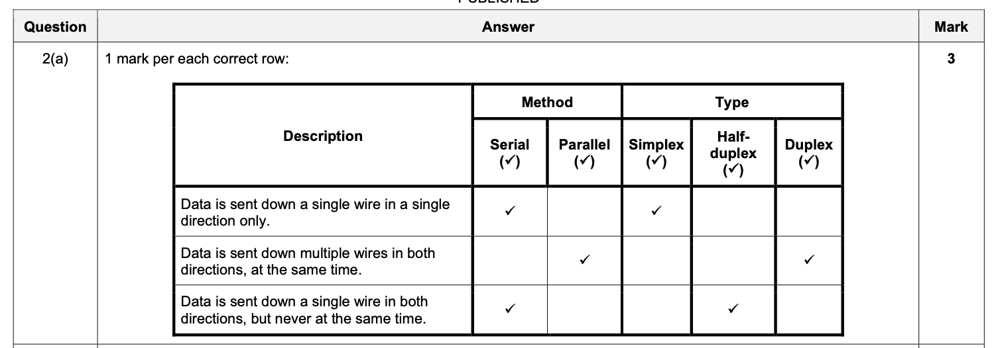 PUBLISHED
Question Answer Mark
2(a) 1 mark per each correct row: 3
Method Type
Description
Serial (✓) Parallel (✓) Simplex (✓) Half-duplex (✓) Duplex (✓)
Data is sent down a single wire in a single
direction only. ✓ ✓
Data is sent down multiple wires in both
directions, at the same time. ✓ ✓
Data is sent down a single wire in both
directions, but never at the same time. ✓ ✓